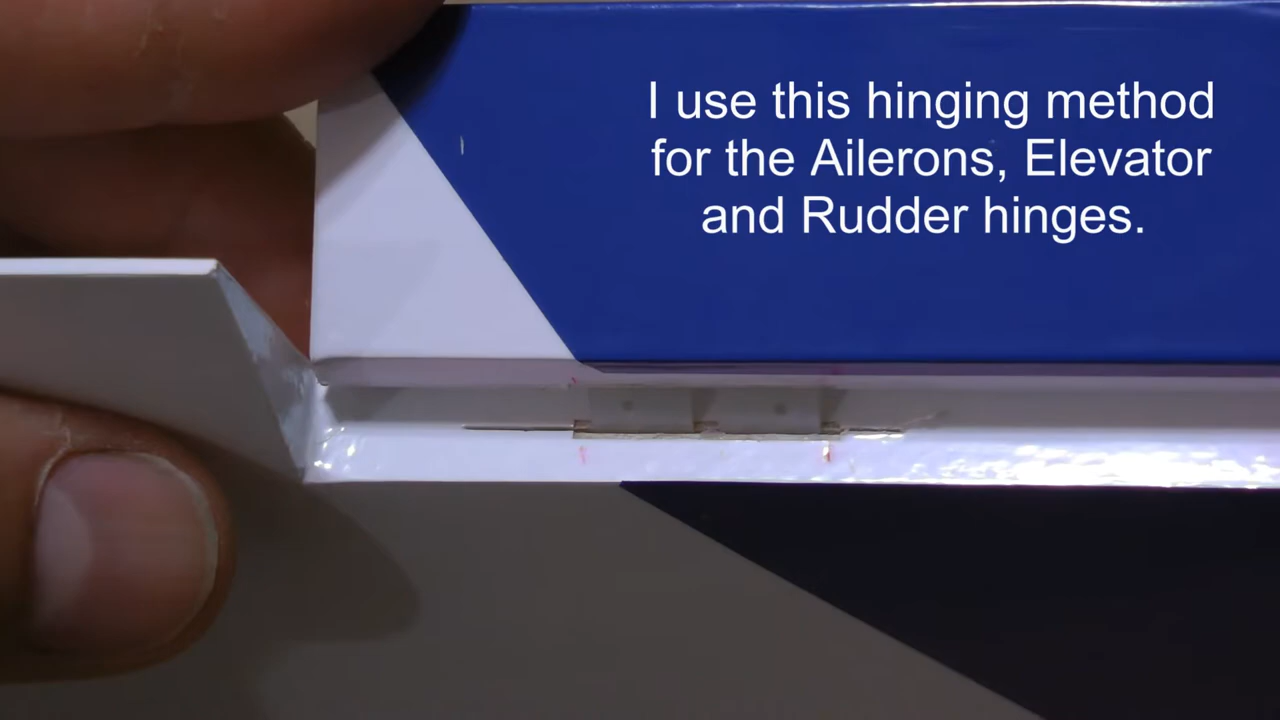 I use this hinging method
for the Ailerons, Elevator
and Rudder hinges.